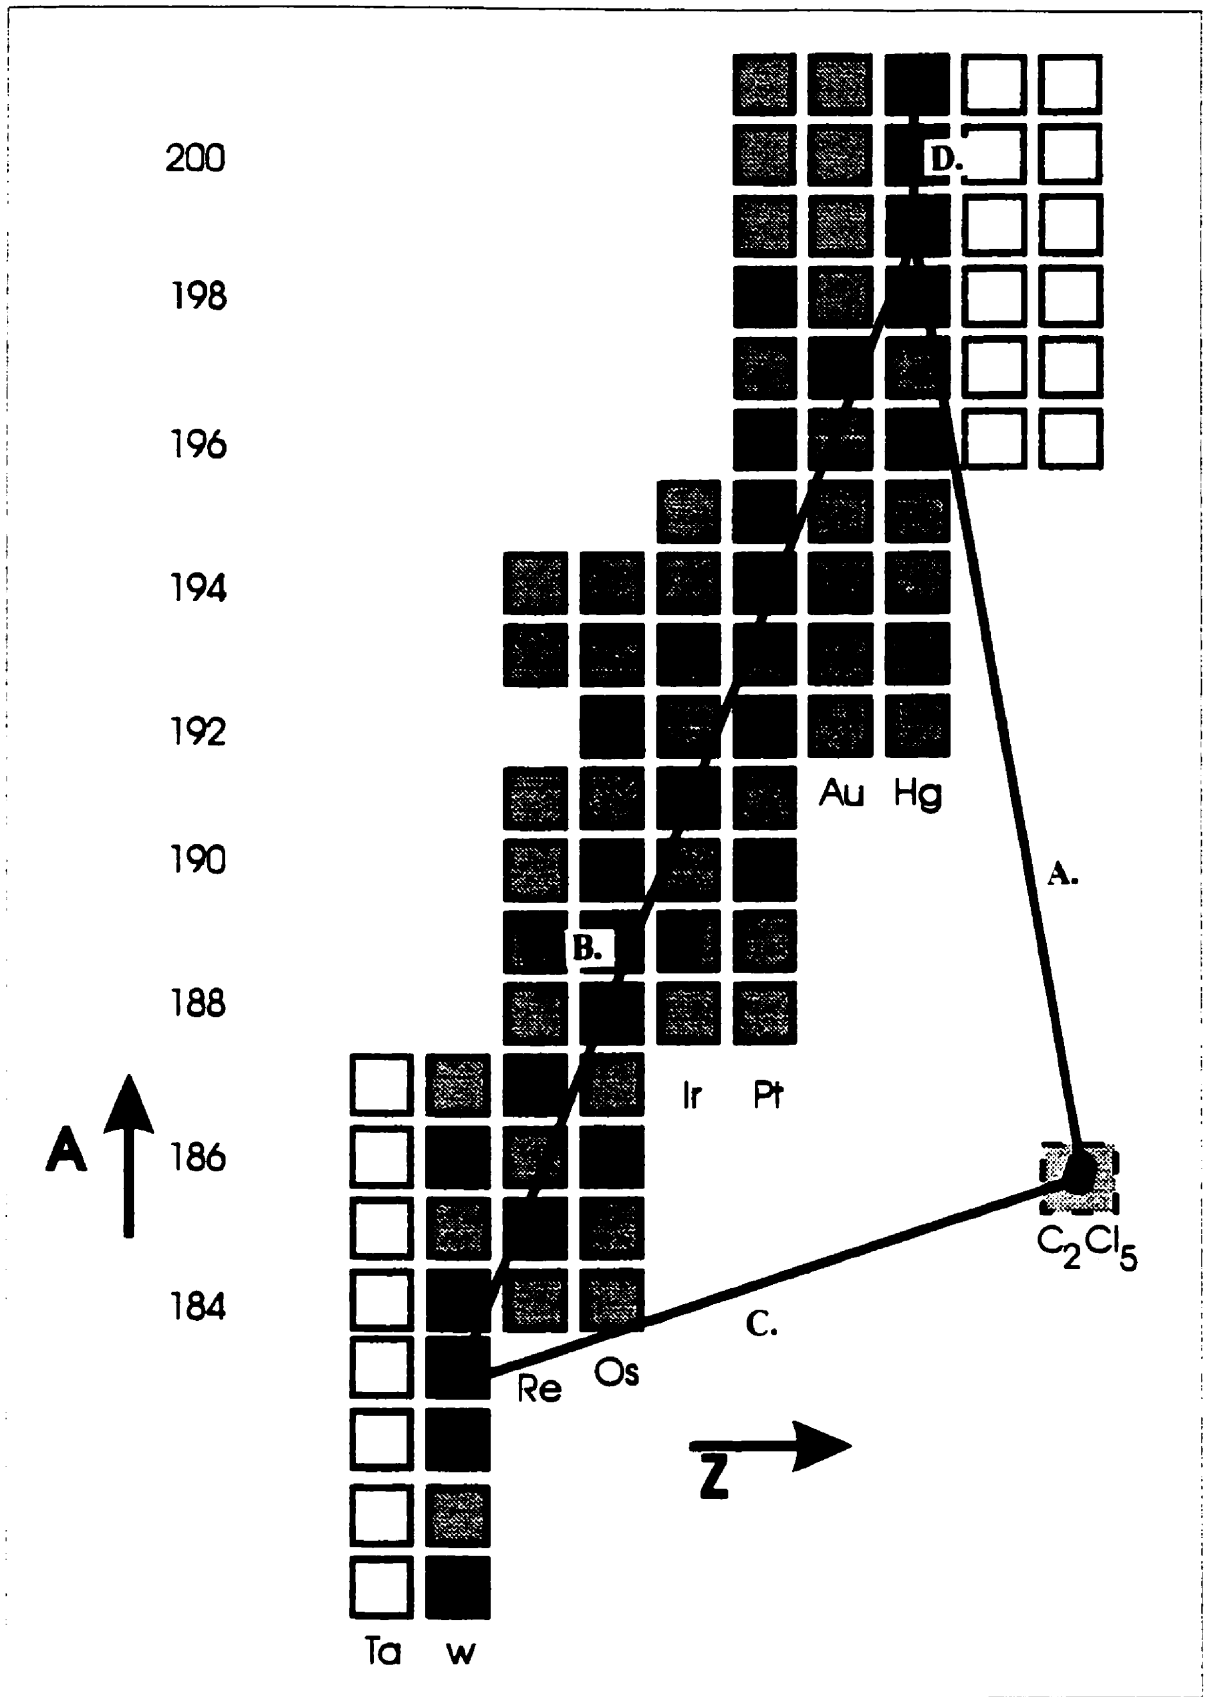 200
D.
198
196
194
192
Au Hg
190
A.
B.
188
Ir Pt
A
186
C₂Cl₅
184
C.
Re Os
Z
Ta w